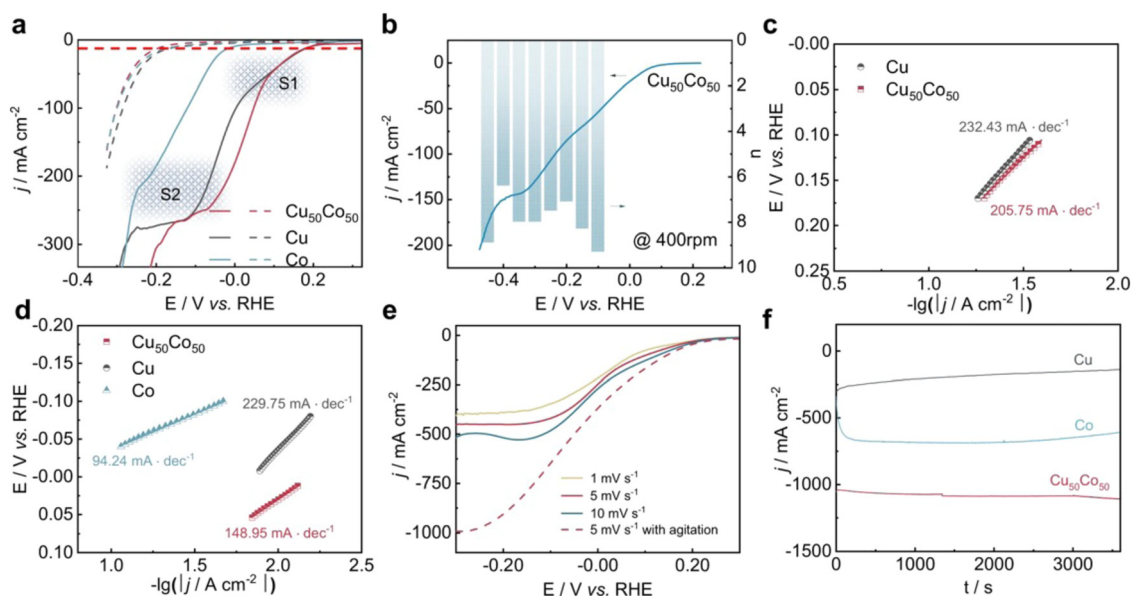 a
0
-100
-200
-300
j / mA cm⁻²
S1
S2
Cu₅₀Co₅₀
Cu
Co
-0.4
-0.2
-0.0
0.2
E / V vs. RHE
b
0
-50
-100
-150
-200
j / mA cm⁻²
Cu₅₀Co₅₀
@ 400rpm
0
2
4
6
8
10
n
-0.4
-0.2
0.0
0.2
E / V vs. RHE
c
-0.00
0.05
0.10
0.15
0.20
0.25
E / V vs. RHE
Cu
Cu₅₀Co₅₀
232.43 mA · dec⁻¹
205.75 mA · dec⁻¹
0.5
1.0
1.5
2.0
-lg(|j / A cm⁻²|)
d
-0.20
-0.15
-0.10
-0.05
-0.00
0.05
0.10
E / V vs. RHE
Cu₅₀Co₅₀
Cu
Co
229.75 mA · dec⁻¹
94.24 mA · dec⁻¹
148.95 mA · dec⁻¹
1.0
1.5
2.0
2.5
-lg(|j / A cm⁻²|)
e
0
-250
-500
-750
-1000
j / mA cm⁻²
1 mV s⁻¹
5 mV s⁻¹
10 mV s⁻¹
5 mV s⁻¹ with agitation
-0.20
-0.00
0.20
E / V vs. RHE
f
0
-500
-1000
-1500
j / mA cm⁻²
Cu
Co
Cu₅₀Co₅₀
0
1000
2000
3000
t / s